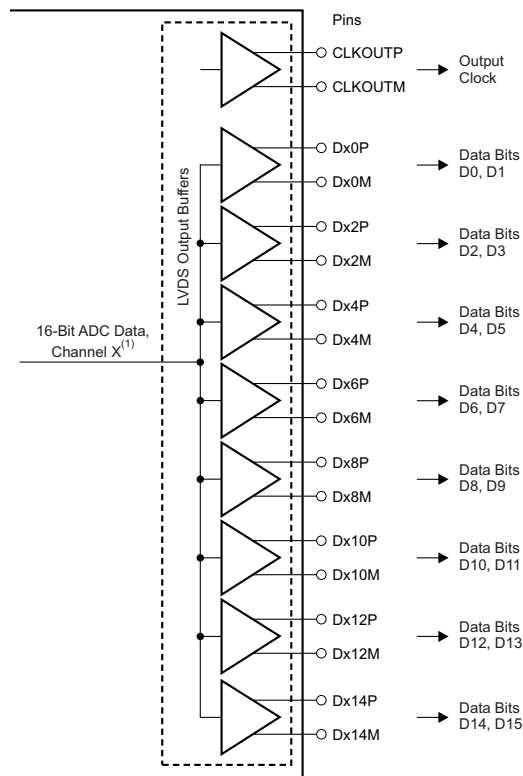 Pins
CLKOUTP
CLKOUTM
Output
Clock
LVDS Output Buffers
Dx0P
Dx0M
Data Bits
D0, D1
Dx2P
Dx2M
Data Bits
D2, D3
16-Bit ADC Data,
Channel X(1)
Dx4P
Dx4M
Data Bits
D4, D5
Dx6P
Dx6M
Data Bits
D6, D7
Dx8P
Dx8M
Data Bits
D8, D9
Dx10P
Dx10M
Data Bits
D10, D11
Dx12P
Dx12M
Data Bits
D12, D13
Dx14P
Dx14M
Data Bits
D14, D15